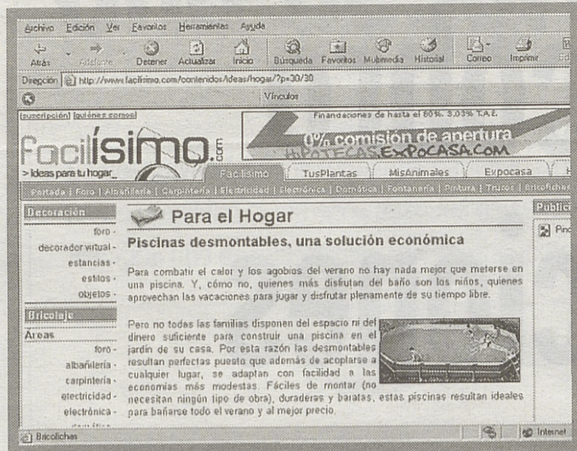 Archivo Edición Ver Favoritos Herramientas Ayuda
Atrás Adelante Detener Actualizar Inicio Búsqueda Favoritos Multimedia Historial Correo Imprimir
Dirección http://www.facilisimo.com/contenidos/ideas/hogar/?p=30/30
Vínculos
[suscripción] [quiénes somos]
Financiaciones de hasta el 80%. 3,03% T.A.E.
facilísimo.com
0% comisión de apertura
HIPOTECAS.EXPOCASA.COM
> Ideas para tu hogar_
Facilísimo TusPlantas MisAnimales Expocasa
Portada | Foro | Albañilería | Carpintería | Electricidad | Electrónica | Domótica | Fontanería | Pintura | Trucos | Bricofichas
Decoración
foro -
decorador virtual -
estancias -
estilos -
objetos -
Bricolaje
Áreas
foro -
albañilería -
carpintería -
electricidad -
electrónica -
Para el Hogar
Piscinas desmontables, una solución económica
Para combatir el calor y los agobios del verano no hay nada mejor que meterse en
una piscina. Y, cómo no, quienes más disfrutan del baño son los niños, quienes
aprovechan las vacaciones para jugar y disfrutar plenamente de su tiempo libre.
Pero no todas las familias disponen del espacio ni del
dinero suficiente para construir una piscina en el
jardín de su casa. Por esta razón las desmontables
resultan perfectas puesto que además de acoplarse a
cualquier lugar, se adaptan con facilidad a las
economías más modestas. Fáciles de montar (no
necesitan ningún tipo de obra), duraderas y baratas, estas piscinas resultan ideales
para bañarse todo el verano y al mejor precio.
Publici
Pinc
Bricofichas
Internet